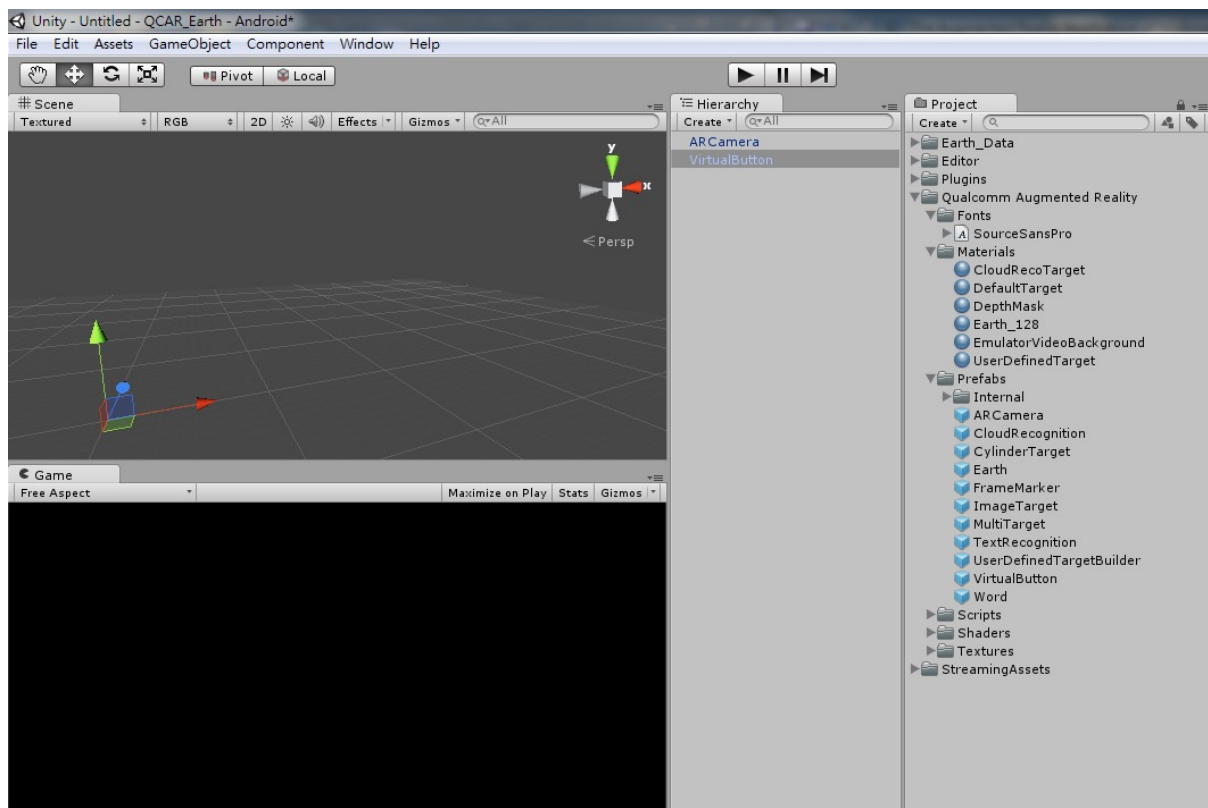 Unity - Untitled - QCAR_Earth - Android*
File Edit Assets GameObject Component Window Help
Pivot Local
Scene
Textured RGB 2D Effects Gizmos All
y
x
Persp
Game
Free Aspect Maximize on Play Stats Gizmos
Hierarchy
Create All
ARCamera
VirtualButton
Project
Create
Earth_Data
Editor
Plugins
Qualcomm Augmented Reality
Fonts
A SourceSansPro
Materials
CloudRecoTarget
DefaultTarget
DepthMask
Earth_128
EmulatorVideoBackground
UserDefinedTarget
Prefabs
Internal
ARCamera
CloudRecognition
CylinderTarget
Earth
FrameMarker
ImageTarget
MultiTarget
TextRecognition
UserDefinedTargetBuilder
VirtualButton
Word
Scripts
Shaders
Textures
StreamingAssets